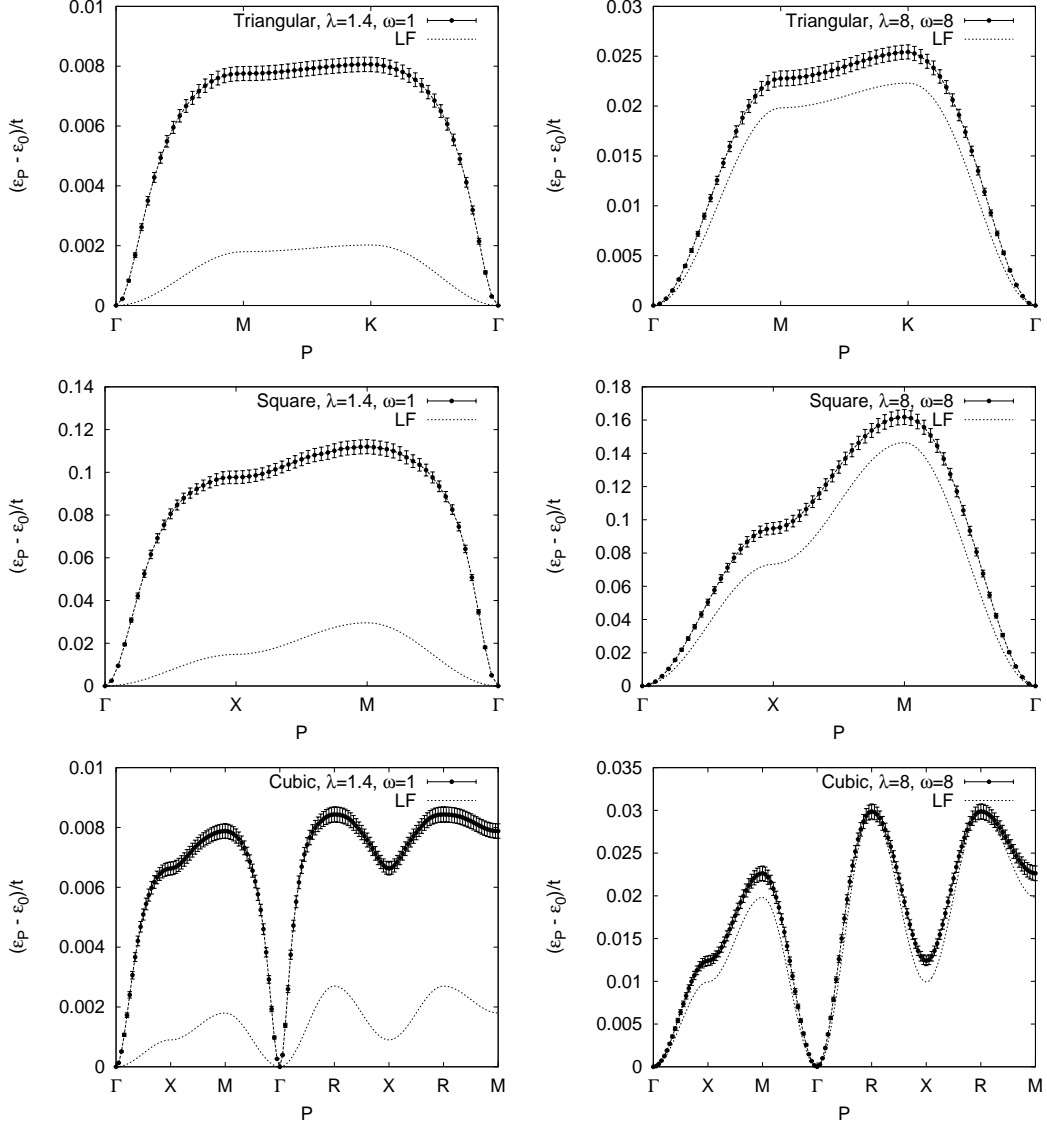 Triangular, λ=1.4, ω=1
LF
(ε_P - ε_0)/t
0.01
0.008
0.006
0.004
0.002
0
Γ M K Γ
P
Triangular, λ=8, ω=8
LF
(ε_P - ε_0)/t
0.03
0.025
0.02
0.015
0.01
0.005
0
Γ M K Γ
P
Square, λ=1.4, ω=1
LF
(ε_P - ε_0)/t
0.14
0.12
0.1
0.08
0.06
0.04
0.02
0
Γ X M Γ
P
Square, λ=8, ω=8
LF
(ε_P - ε_0)/t
0.18
0.16
0.14
0.12
0.1
0.08
0.06
0.04
0.02
0
Γ X M Γ
P
Cubic, λ=1.4, ω=1
LF
(ε_P - ε_0)/t
0.01
0.008
0.006
0.004
0.002
0
Γ X M Γ R X R M
P
Cubic, λ=8, ω=8
LF
(ε_P - ε_0)/t
0.035
0.03
0.025
0.02
0.015
0.01
0.005
0
Γ X M Γ R X R M
P